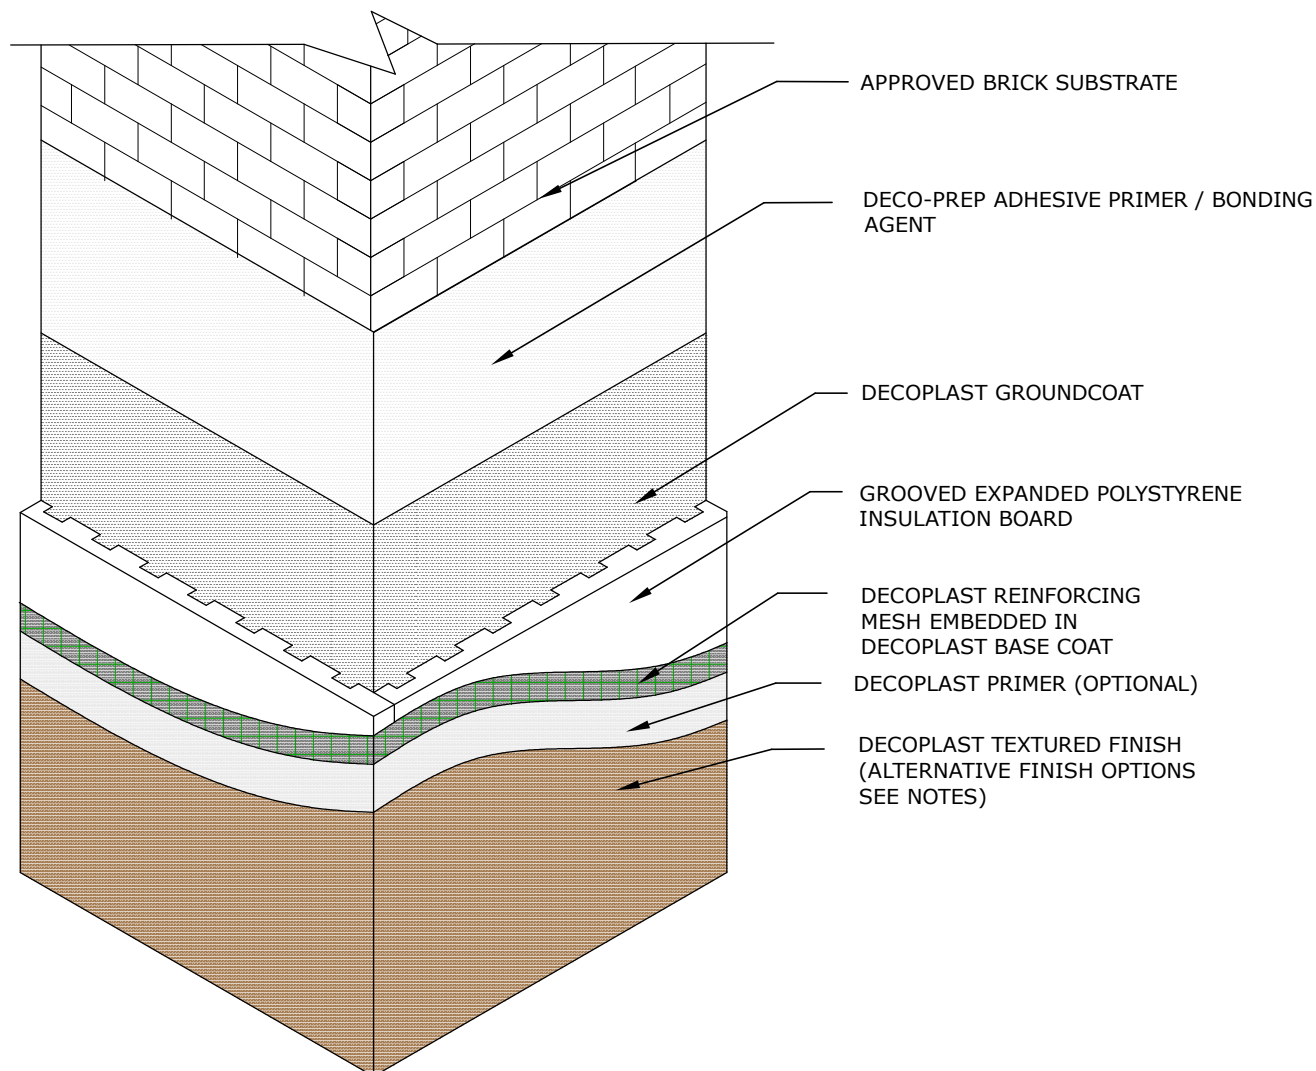 APPROVED BRICK SUBSTRATE
DECO-PREP ADHESIVE PRIMER / BONDING
AGENT
DECOPLAST GROUNDCOAT
GROOVED EXPANDED POLYSTYRENE
INSULATION BOARD
DECOPLAST REINFORCING
MESH EMBEDDED IN
DECOPLAST BASE COAT
DECOPLAST PRIMER (OPTIONAL)
DECOPLAST TEXTURED FINISH
(ALTERNATIVE FINISH OPTIONS
SEE NOTES)